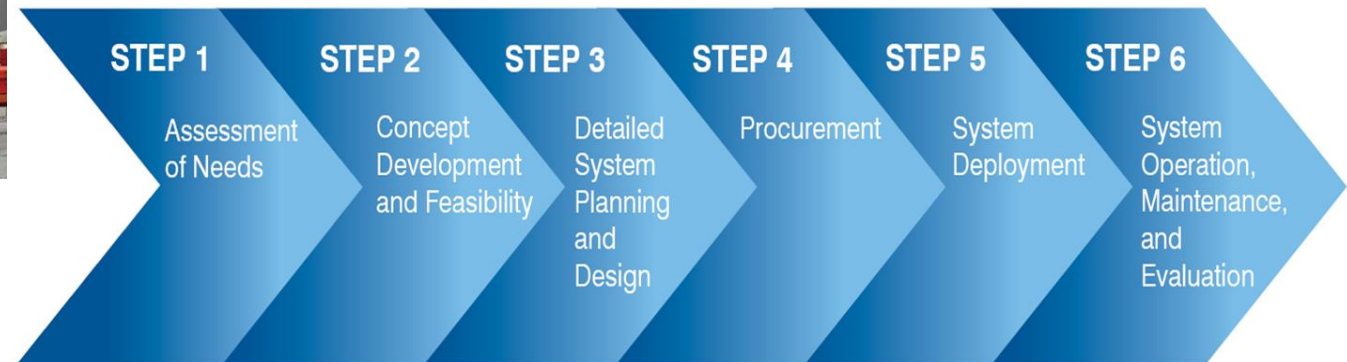 STEP 1
Assessment
of Needs
STEP 2
Concept
Development
and Feasibility
STEP 3
Detailed
System
Planning
and
Design
STEP 4
Procurement
STEP 5
System
Deployment
STEP 6
System
Operation,
Maintenance,
and
Evaluation